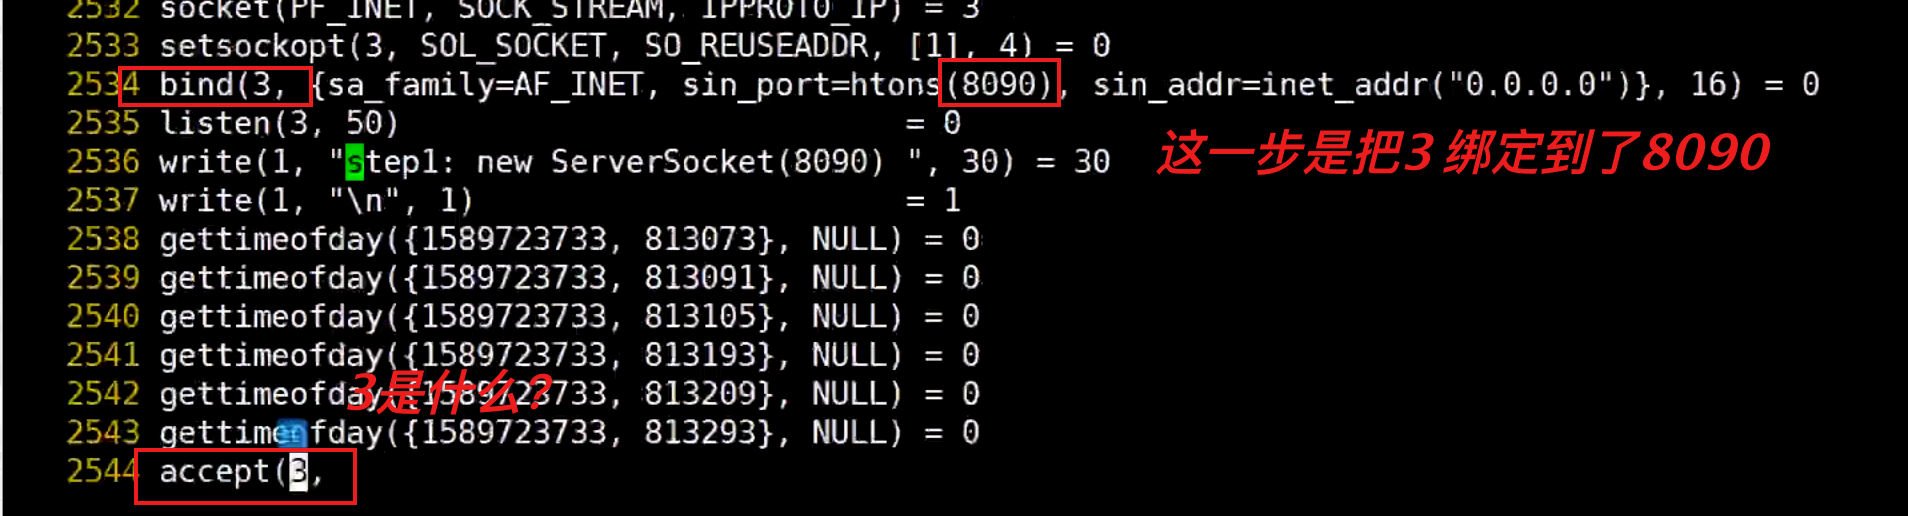 2532 socket(PF_INET, SOCK_STREAM, IPPROTO_IP) = 3
2533 setsockopt(3, SOL_SOCKET, SO_REUSEADDR, [1], 4) = 0
2534 bind(3, {sa_family=AF_INET, sin_port=htons(8090), sin_addr=inet_addr("0.0.0.0")}, 16) = 0
2535 listen(3, 50) = 0
2536 write(1, "step1: new ServerSocket(8090) ", 30) = 30
这一步是把3 绑定到了8090
2537 write(1, "\n", 1) = 1
2538 gettimeofday({1589723733, 813073}, NULL) = 0
2539 gettimeofday({1589723733, 813091}, NULL) = 0
2540 gettimeofday({1589723733, 813105}, NULL) = 0
2541 gettimeofday({1589723733, 813193}, NULL) = 0
2542 gettimeofday({1589723733, 813209}, NULL) = 0
3是什么?
2543 gettimeofday({1589723733, 813293}, NULL) = 0
2544 accept(3,